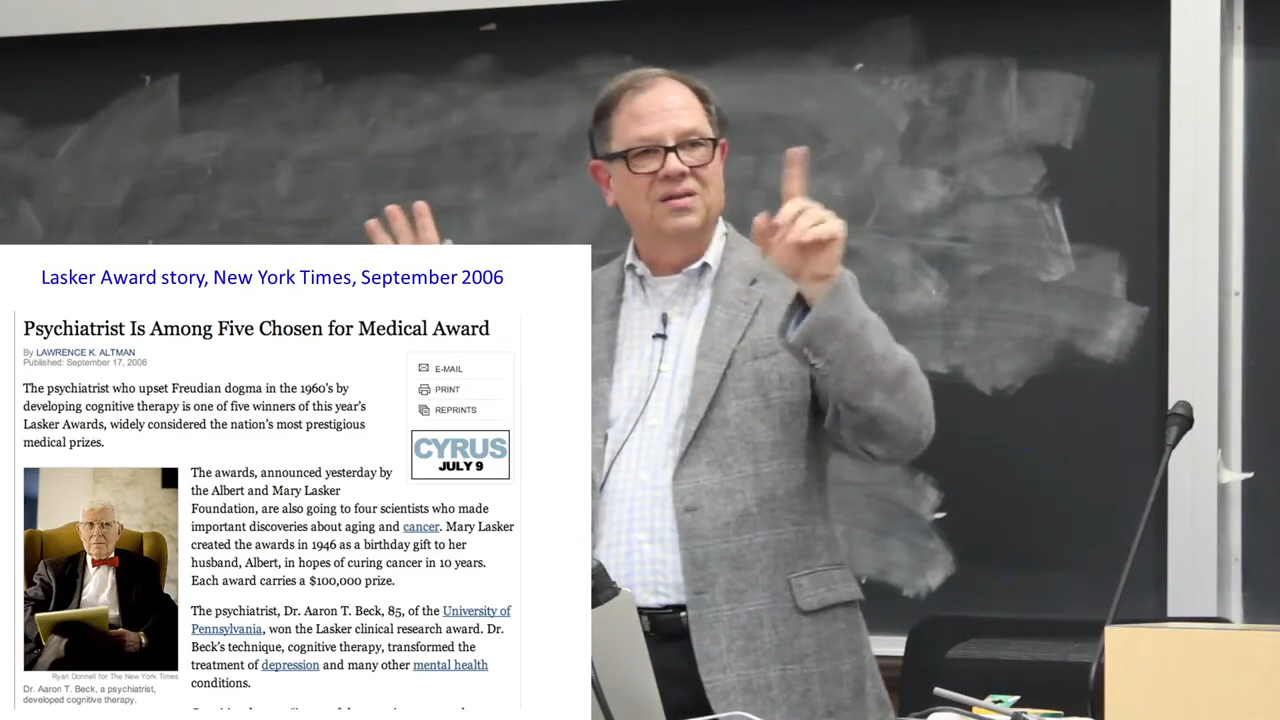 Lasker Award story, New York Times, September 2006
Psychiatrist Is Among Five Chosen for Medical Award
By LAWRENCE K. ALTMAN
Published: September 17, 2006
The psychiatrist who upset Freudian dogma in the 1960's by
developing cognitive therapy is one of five winners of this year's
Lasker Awards, widely considered the nation's most prestigious
medical prizes.
E-MAIL
PRINT
REPRINTS
CYRUS
JULY 9
The awards, announced yesterday by
the Albert and Mary Lasker
Foundation, are also going to four scientists who made
important discoveries about aging and cancer. Mary Lasker
created the awards in 1946 as a birthday gift to her
husband, Albert, in hopes of curing cancer in 10 years.
Each award carries a $100,000 prize.
The psychiatrist, Dr. Aaron T. Beck, 85, of the University of
Pennsylvania, won the Lasker clinical research award. Dr.
Beck's technique, cognitive therapy, transformed the
treatment of depression and many other mental health
conditions.
Ryan Donnell for The New York Times
Dr. Aaron T. Beck, a psychiatrist,
developed cognitive therapy.